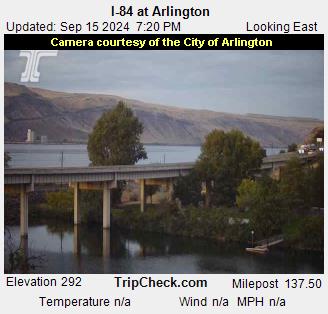 I-84 at Arlington
Updated: Sep 15 2024 7:20 PM Looking East
Camera courtesy of the City of Arlington
Elevation 292 TripCheck.com Milepost 137.50
Temperature n/a Wind n/a MPH n/a